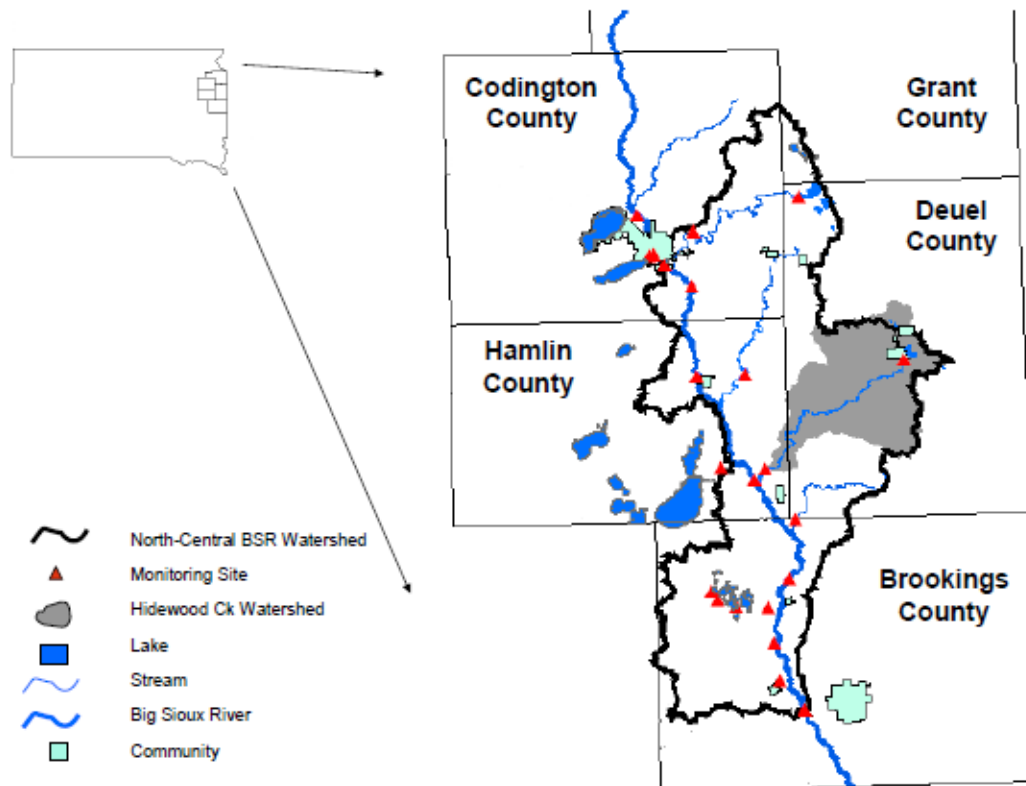 Codington
County
Grant
County
Deuel
County
Hamlin
County
Brookings
County
North-Central BSR Watershed
Monitoring Site
Hidewood Ck Watershed
Lake
Stream
Big Sioux River
Community